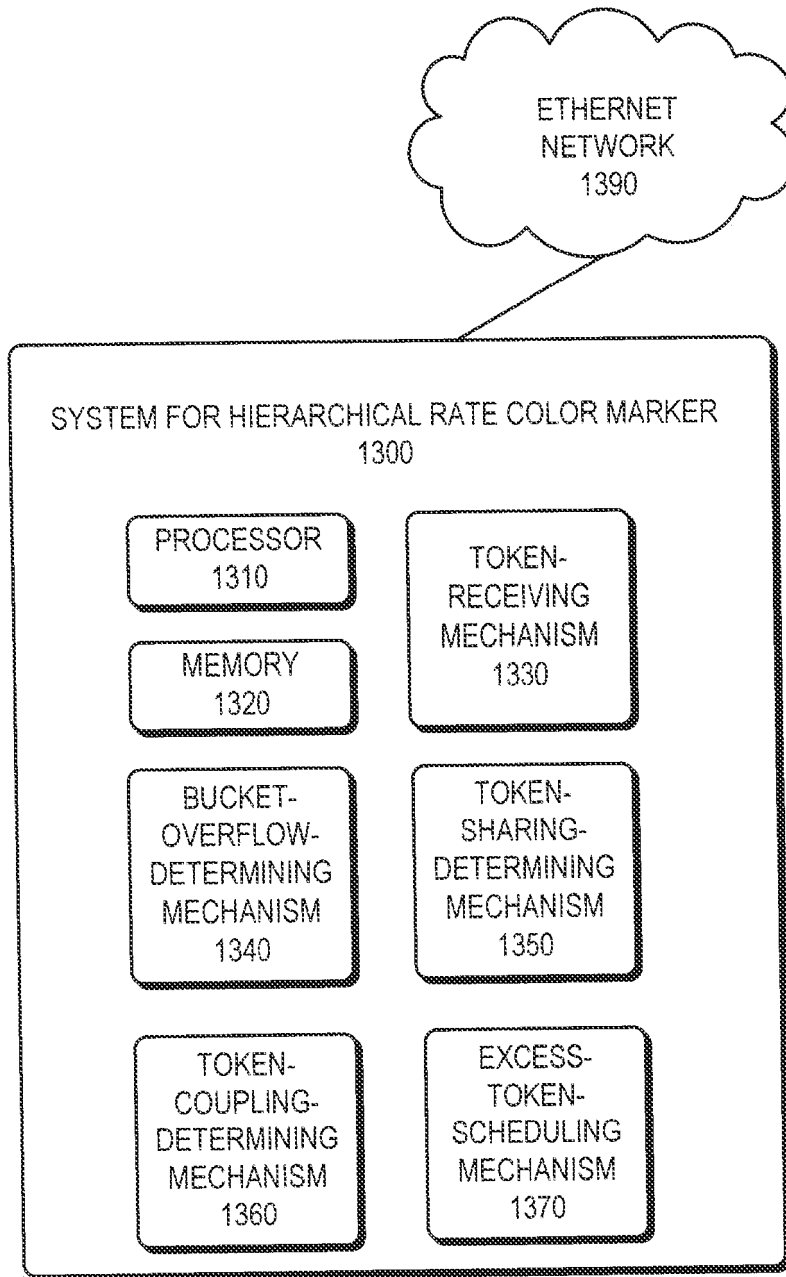 ETHERNET
NETWORK
1390
SYSTEM FOR HIERARCHICAL RATE COLOR MARKER
1300
PROCESSOR
1310
MEMORY
1320
TOKEN-
RECEIVING
MECHANISM
1330
BUCKET-
OVERFLOW-
DETERMINING
MECHANISM
1340
TOKEN-
SHARING-
DETERMINING
MECHANISM
1350
TOKEN-
COUPLING-
DETERMINING
MECHANISM
1360
EXCESS-
TOKEN-
SCHEDULING
MECHANISM
1370